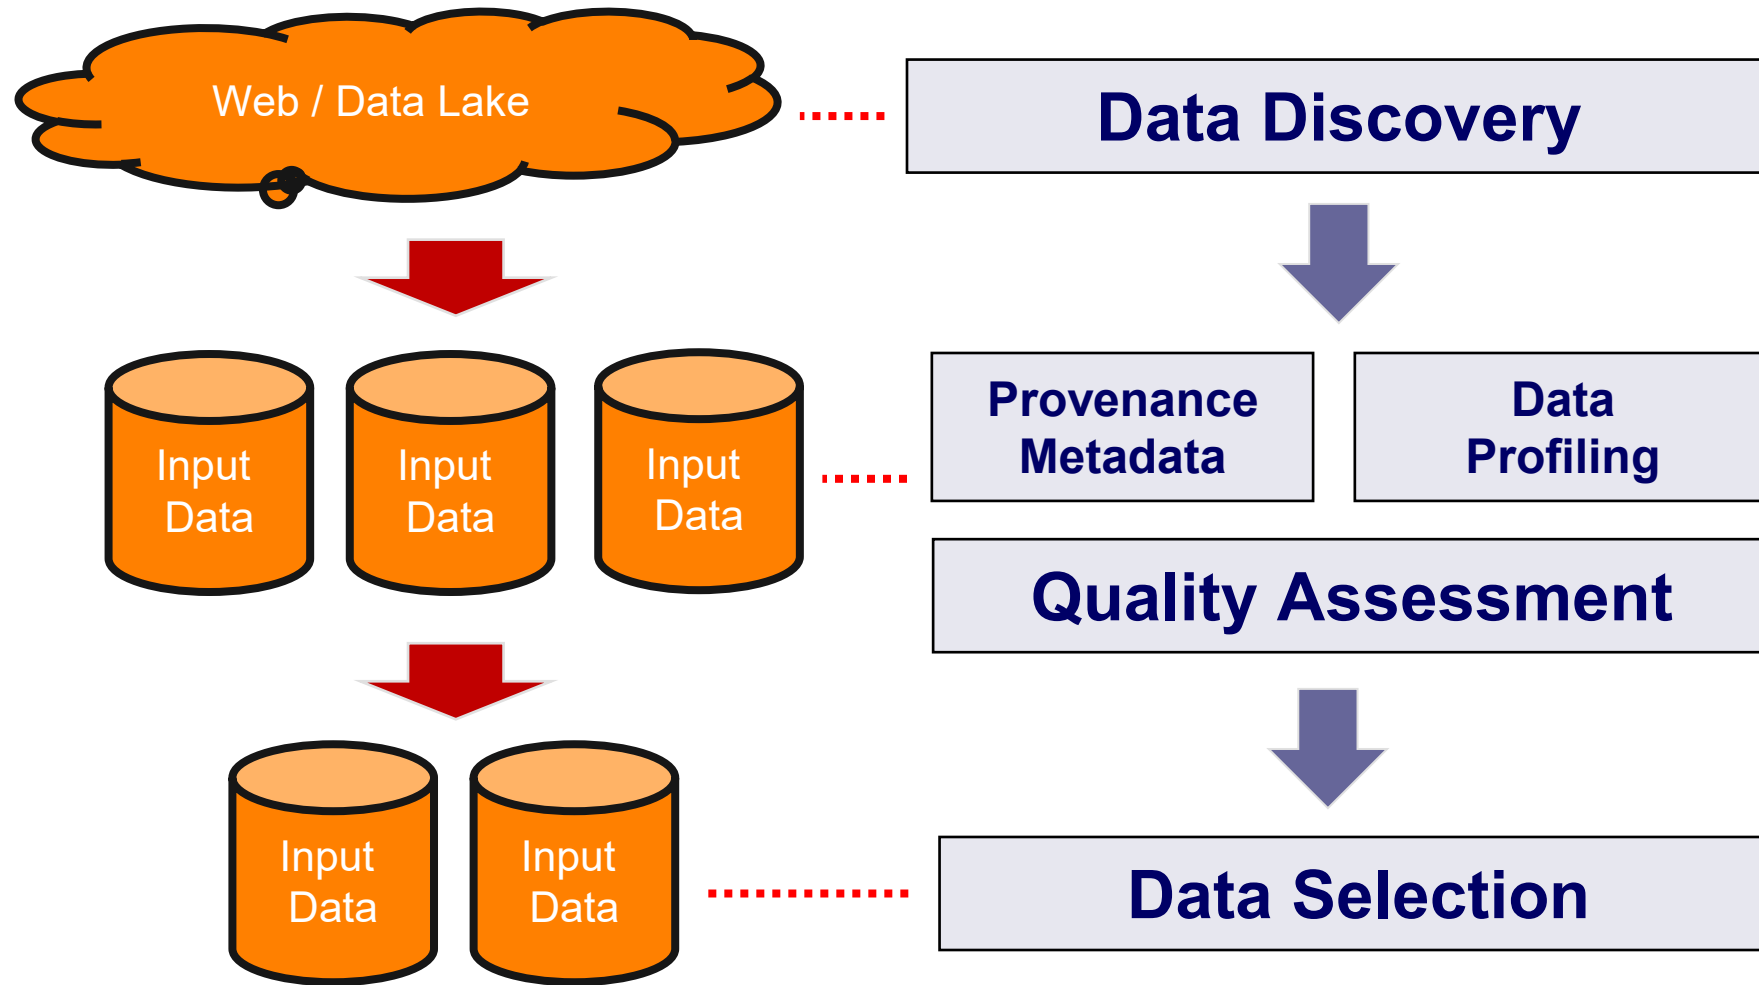 Web / Data Lake
Data Discovery
Input
Data
Input
Data
Input
Data
Provenance
Metadata
Data
Profiling
Quality Assessment
Input
Data
Input
Data
Data Selection